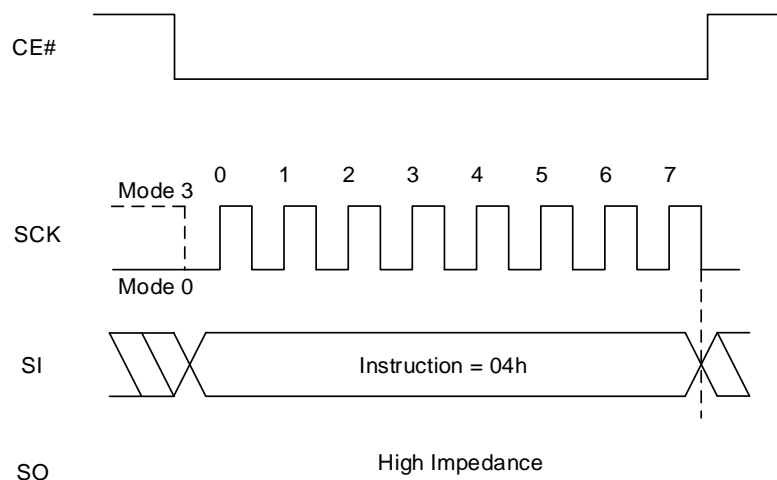 CE#
0 1 2 3 4 5 6 7
Mode 3
SCK
Mode 0
SI
Instruction = 04h
SO
High Impedance